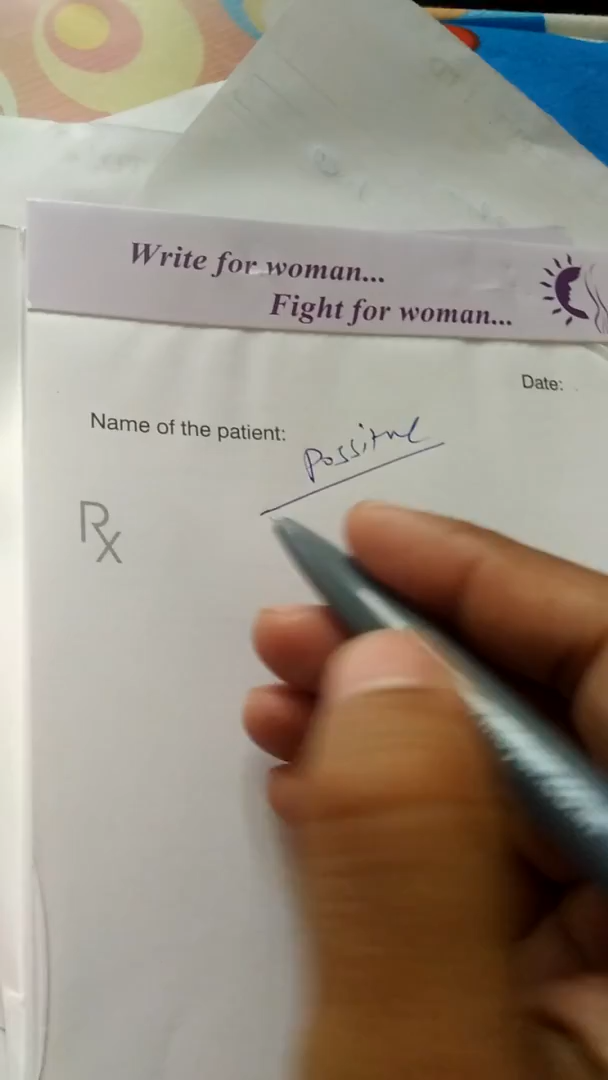 Write for woman...
Fight for woman...
Date:
Name of the patient: Possitive
Rx